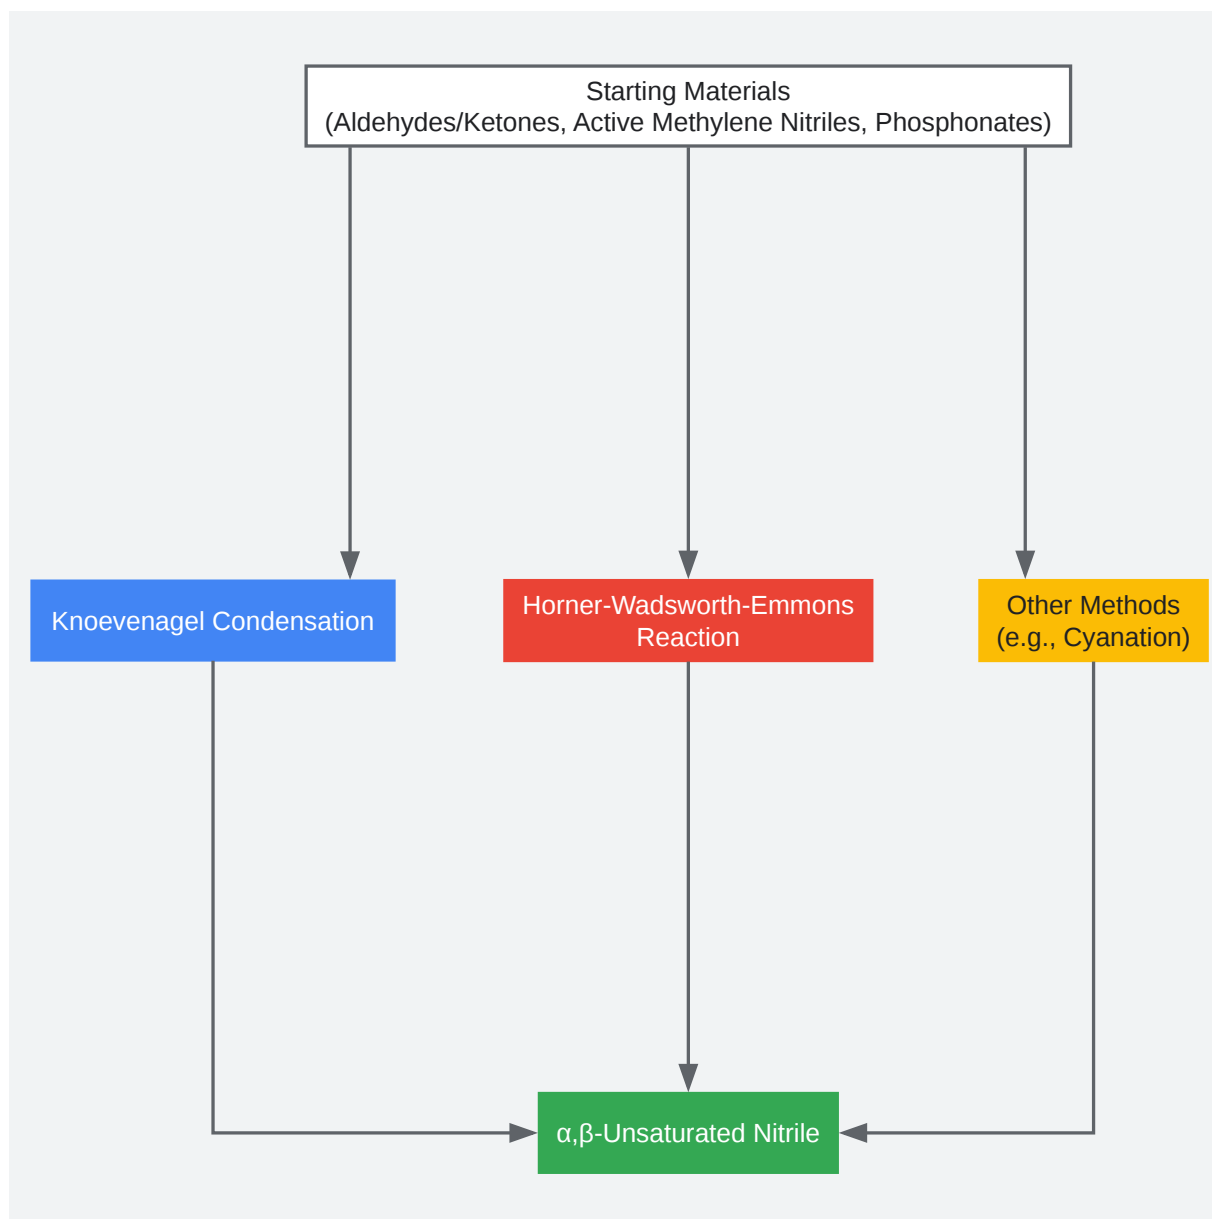 Starting Materials
(Aldehydes/Ketones, Active Methylene Nitriles, Phosphonates)
Knoevenagel Condensation
Horner-Wadsworth-Emmons
Reaction
Other Methods
(e.g., Cyanation)
α,β-Unsaturated Nitrile